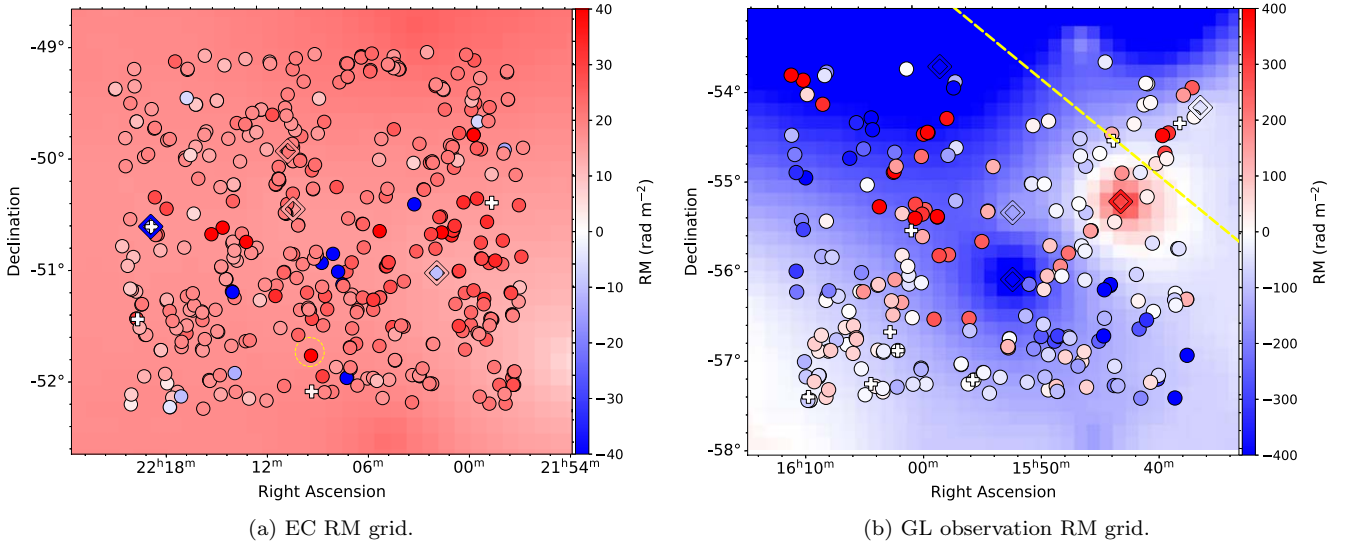 −49°
−50°
−51°
−52°
Declination
22ʰ18ᵐ
12ᵐ
06ᵐ
00ᵐ
21ʰ54ᵐ
Right Ascension
40
30
20
10
0
−10
−20
−30
−40
RM (rad m⁻²)
(a) EC RM grid.
-54°
-55°
-56°
-57°
-58°
Declination
16ʰ10ᵐ
00ᵐ
15ʰ50ᵐ
40ᵐ
Right Ascension
400
300
200
100
0
−100
−200
−300
−400
RM (rad m⁻²)
(b) GL observation RM grid.